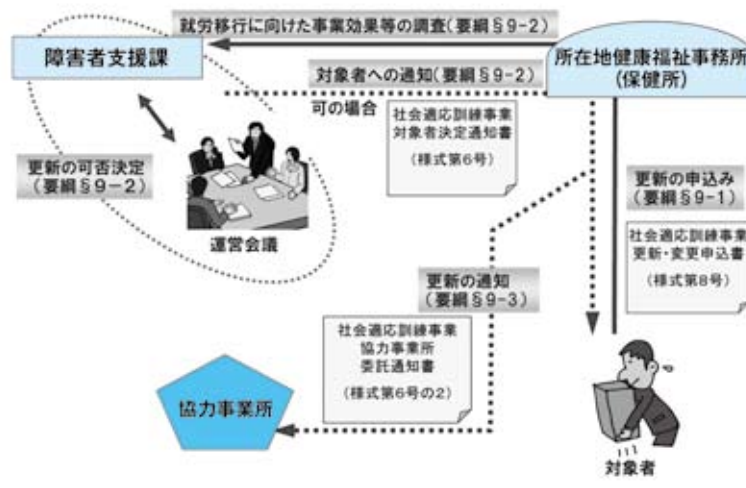 就労移行に向けた事業効果等の調査(要綱§9-2)
障害者支援課
所在地健康福祉事務所
(保健所)
対象者への通知(要綱§9-2)
可の場合
社会適応訓練事業
対象者決定通知書
(様式第6号)
更新の可否決定
(要綱§9-2)
運営会議
更新の申込み
(要綱§9-1)
社会適応訓練事業
更新・変更申込書
(様式第8号)
更新の通知
(要綱§9-3)
社会適応訓練事業
協力事業所
委託通知書
(様式第6号の2)
協力事業所
対象者